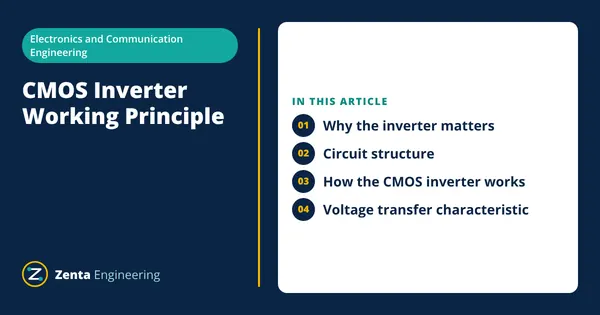 Electronics and Communication
Engineering
CMOS Inverter
Working Principle
Zenta Engineering
IN THIS ARTICLE
01 Why the inverter matters
02 Circuit structure
03 How the CMOS inverter works
04 Voltage transfer characteristic